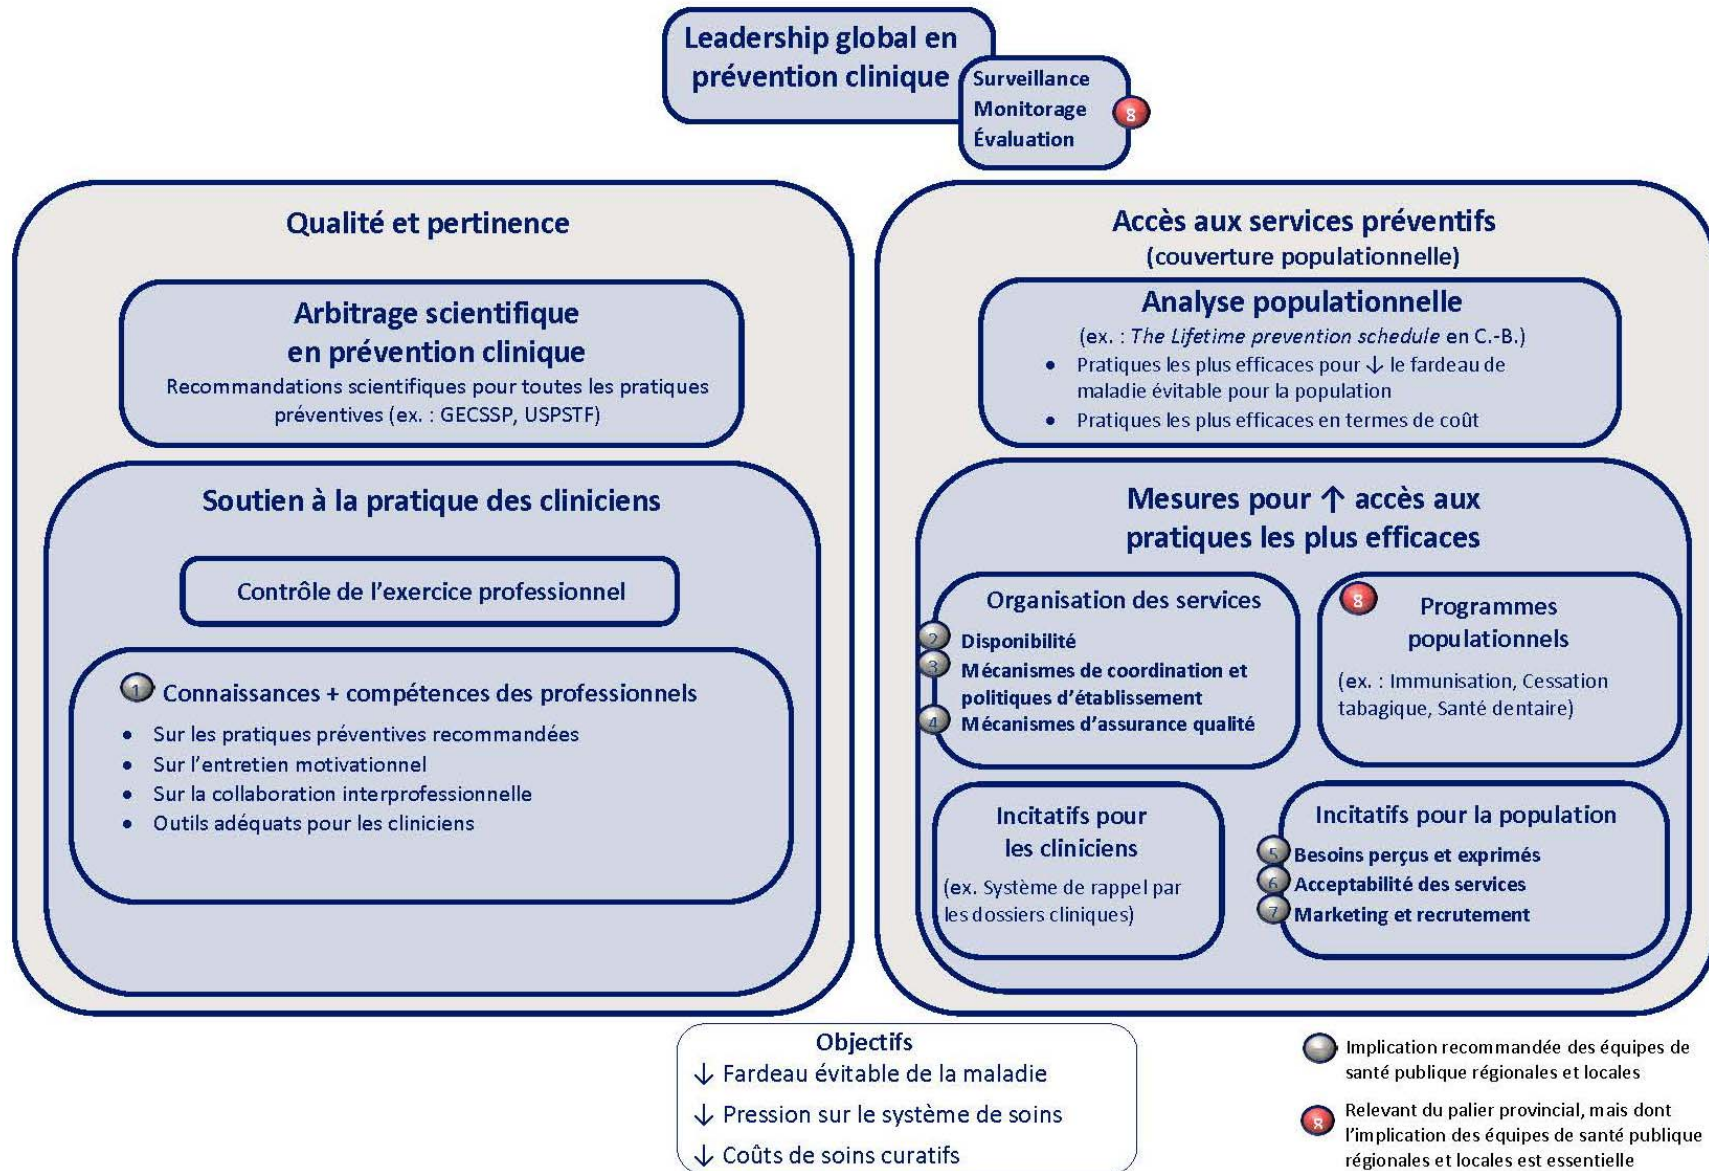 Leadership global en
prévention clinique
Surveillance
Monitorage
Évaluation
8
Qualité et pertinence
Arbitrage scientifique
en prévention clinique
Recommandations scientifiques pour toutes les pratiques
préventives (ex. : GECSSP, USPSTF)
Soutien à la pratique des cliniciens
Contrôle de l'exercice professionnel
1 Connaissances + compétences des professionnels
• Sur les pratiques préventives recommandées
• Sur l'entretien motivationnel
• Sur la collaboration interprofessionnelle
• Outils adéquats pour les cliniciens
Accès aux services préventifs
(couverture populationnelle)
Analyse populationnelle
(ex. : The Lifetime prevention schedule en C.-B.)
• Pratiques les plus efficaces pour ↓ le fardeau de
maladie évitable pour la population
• Pratiques les plus efficaces en termes de coût
Mesures pour ↑ accès aux
pratiques les plus efficaces
Organisation des services
2 Disponibilité
3 Mécanismes de coordination et
politiques d'établissement
4 Mécanismes d'assurance qualité
8 Programmes
populationnels
(ex. : Immunisation, Cessation
tabagique, Santé dentaire)
Incitatifs pour
les cliniciens
(ex. Système de rappel par
les dossiers cliniques)
Incitatifs pour la population
5 Besoins perçus et exprimés
6 Acceptabilité des services
7 Marketing et recrutement
Objectifs
↓ Fardeau évitable de la maladie
↓ Pression sur le système de soins
↓ Coûts de soins curatifs
Implication recommandée des équipes de
santé publique régionales et locales
8 Relevant du palier provincial, mais dont
l'implication des équipes de santé publique
régionales et locales est essentielle